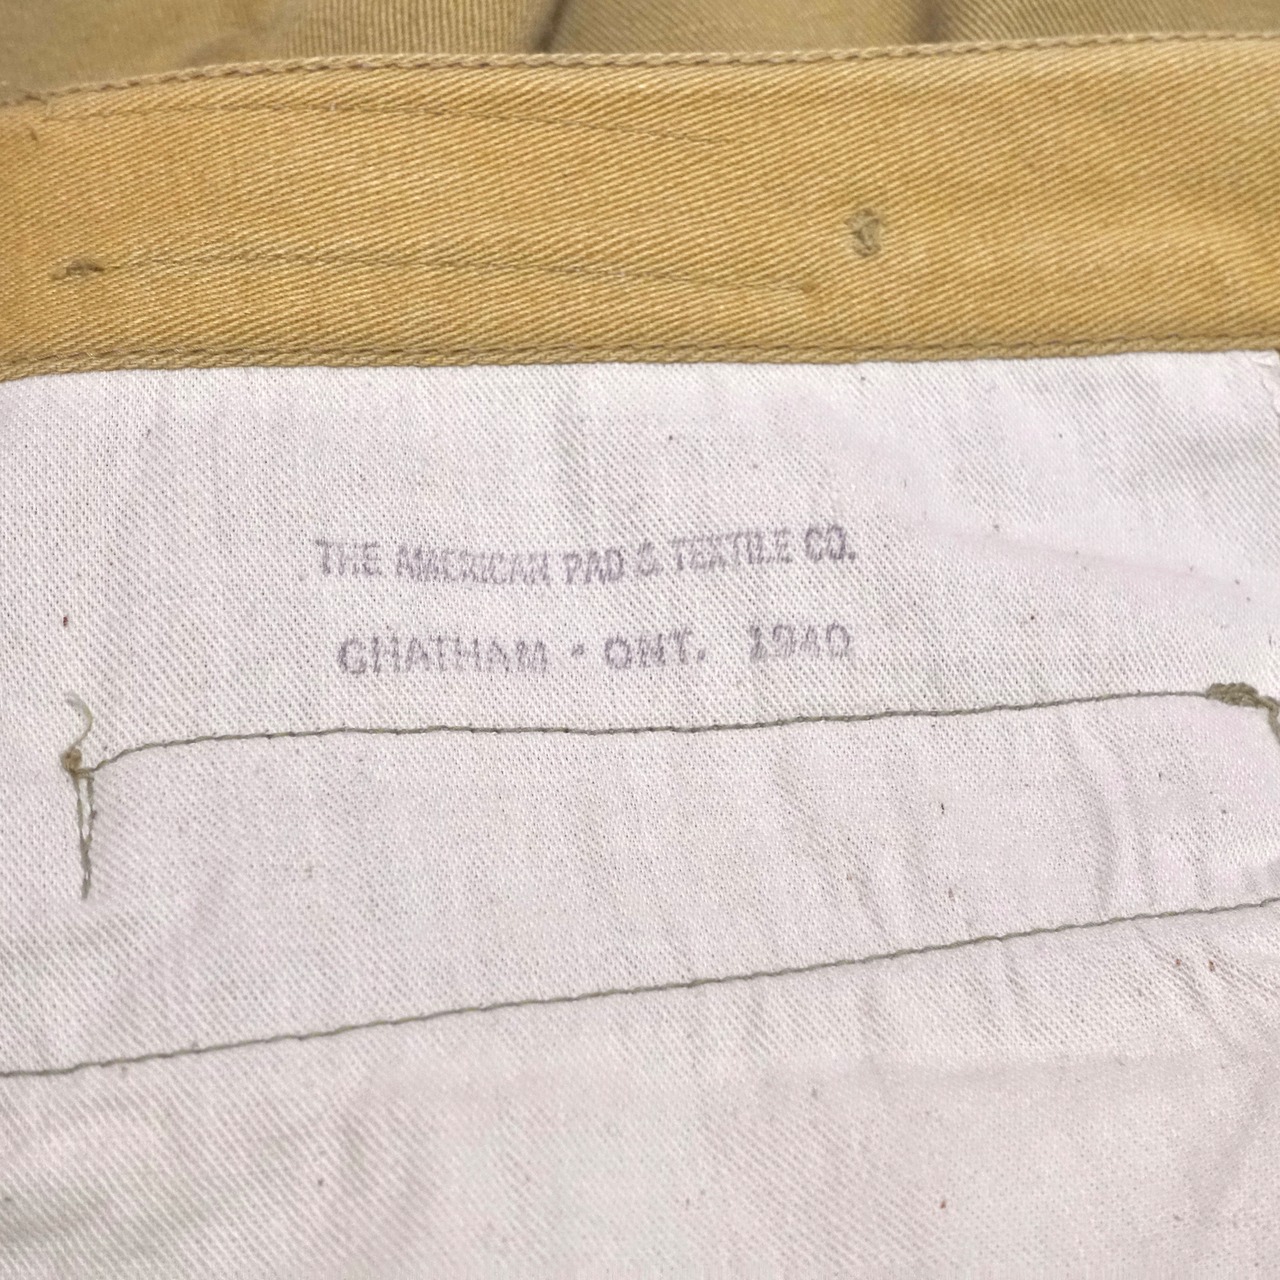 THE AMERICAN PAD & TEXTILE CO.
CHATHAM • ONT. 1940